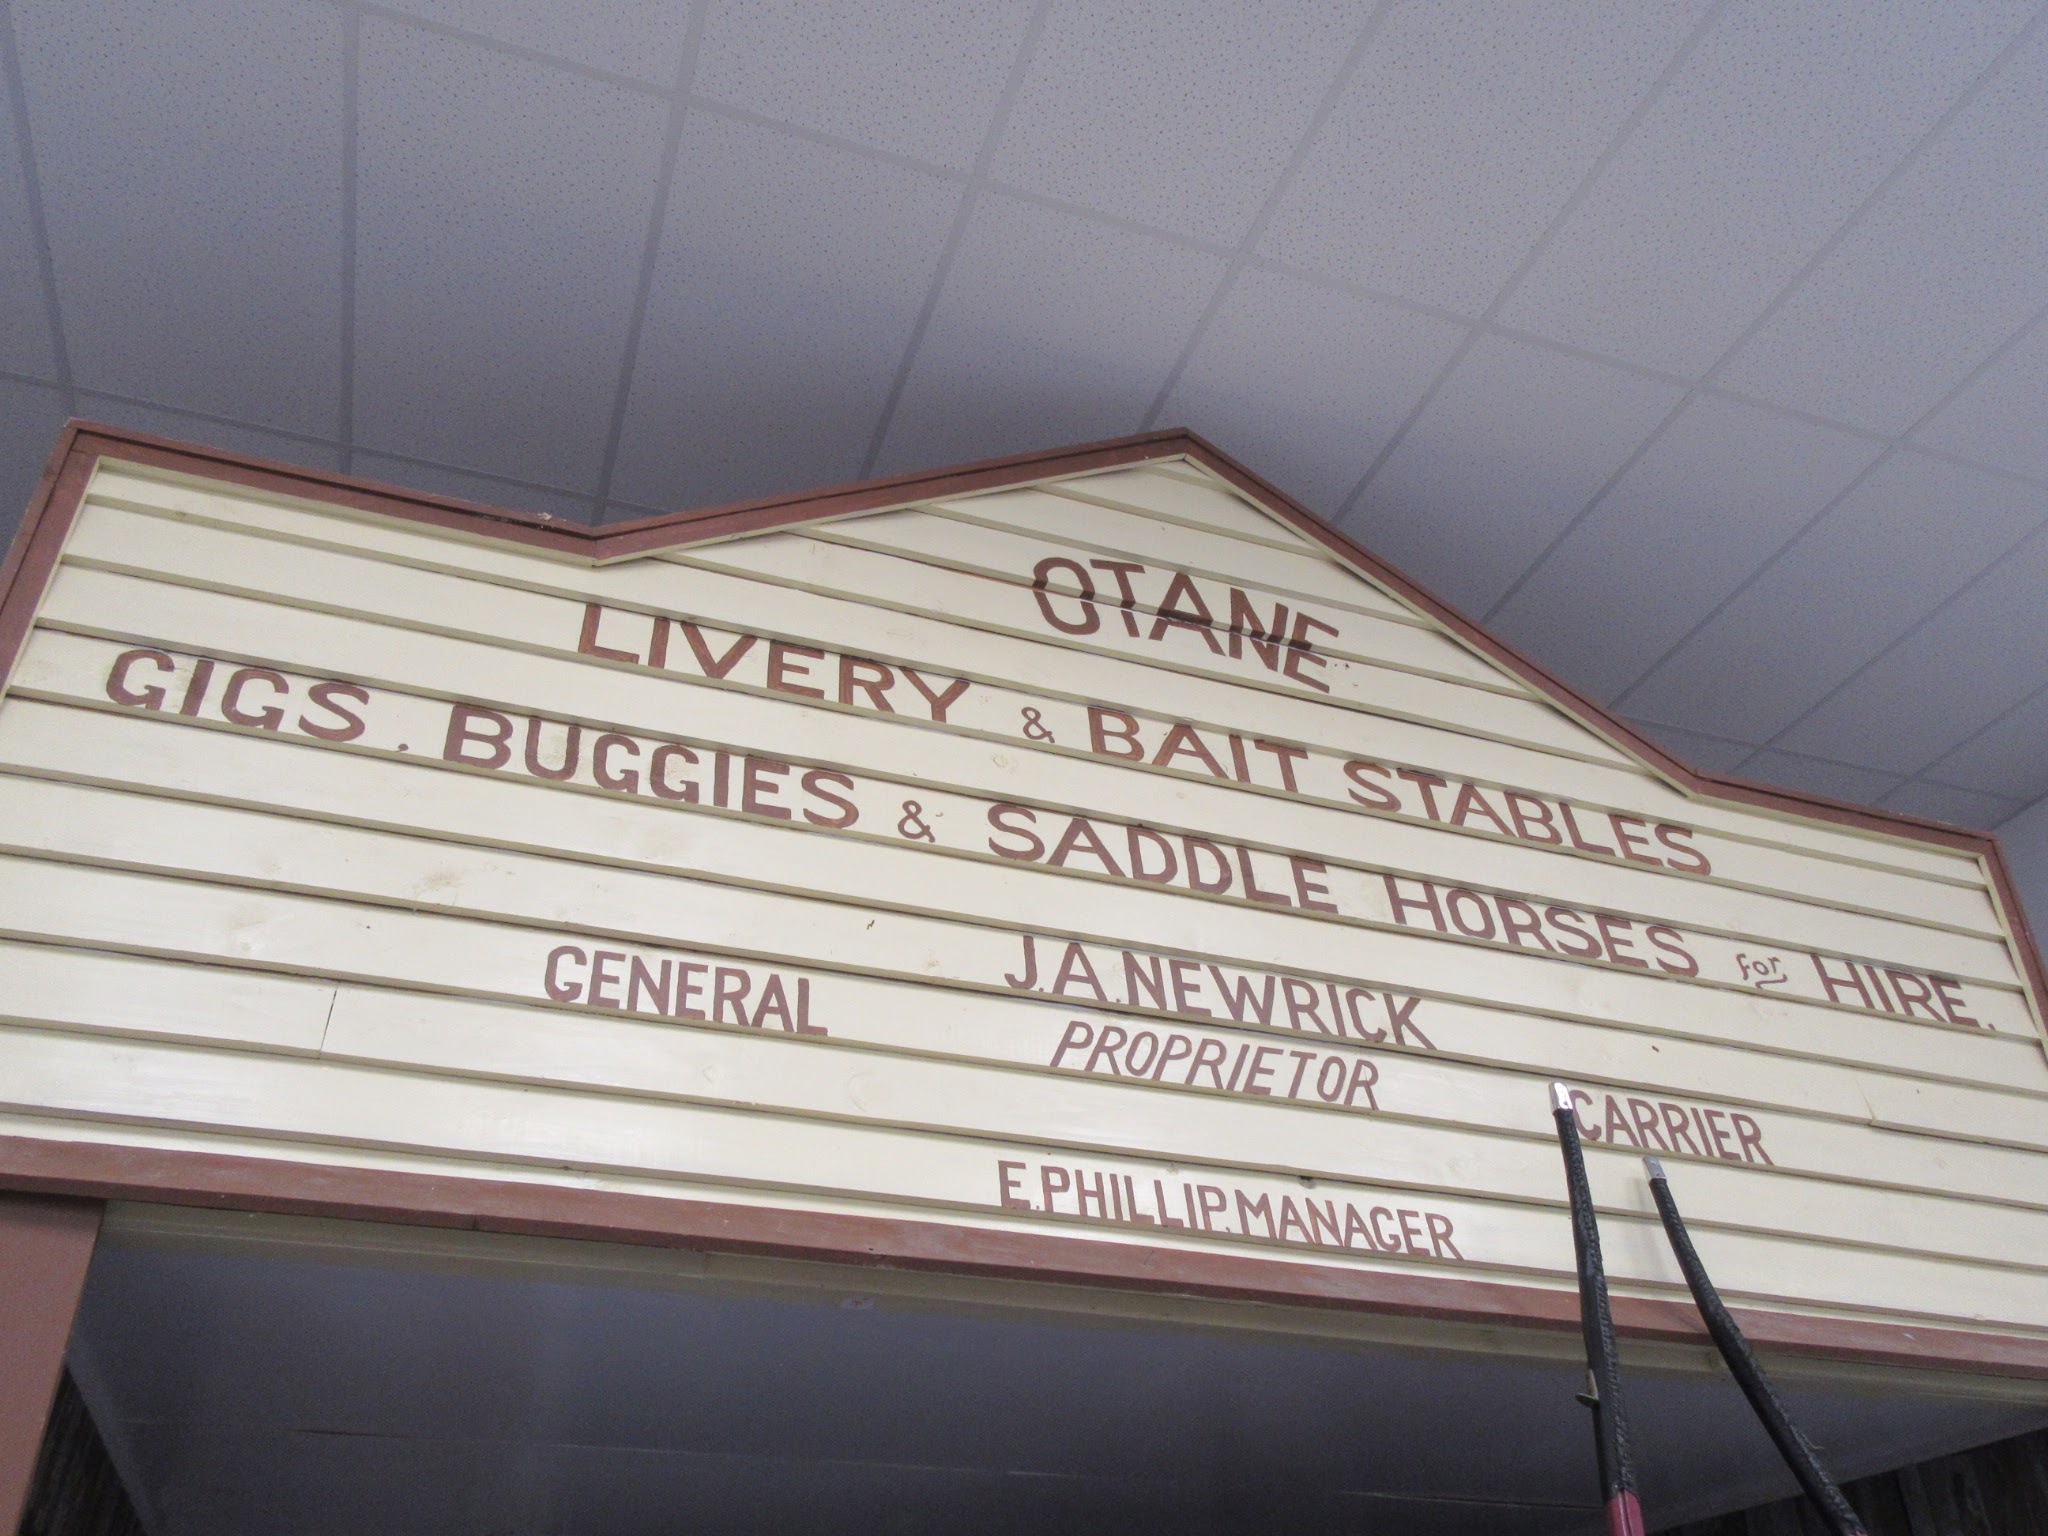 OTANE
LIVERY & BAIT STABLES
GIGS. BUGGIES & SADDLE HORSES for HIRE.
J.A.NEWRICK
GENERAL PROPRIETOR CARRIER
E.PHILLIP. MANAGER